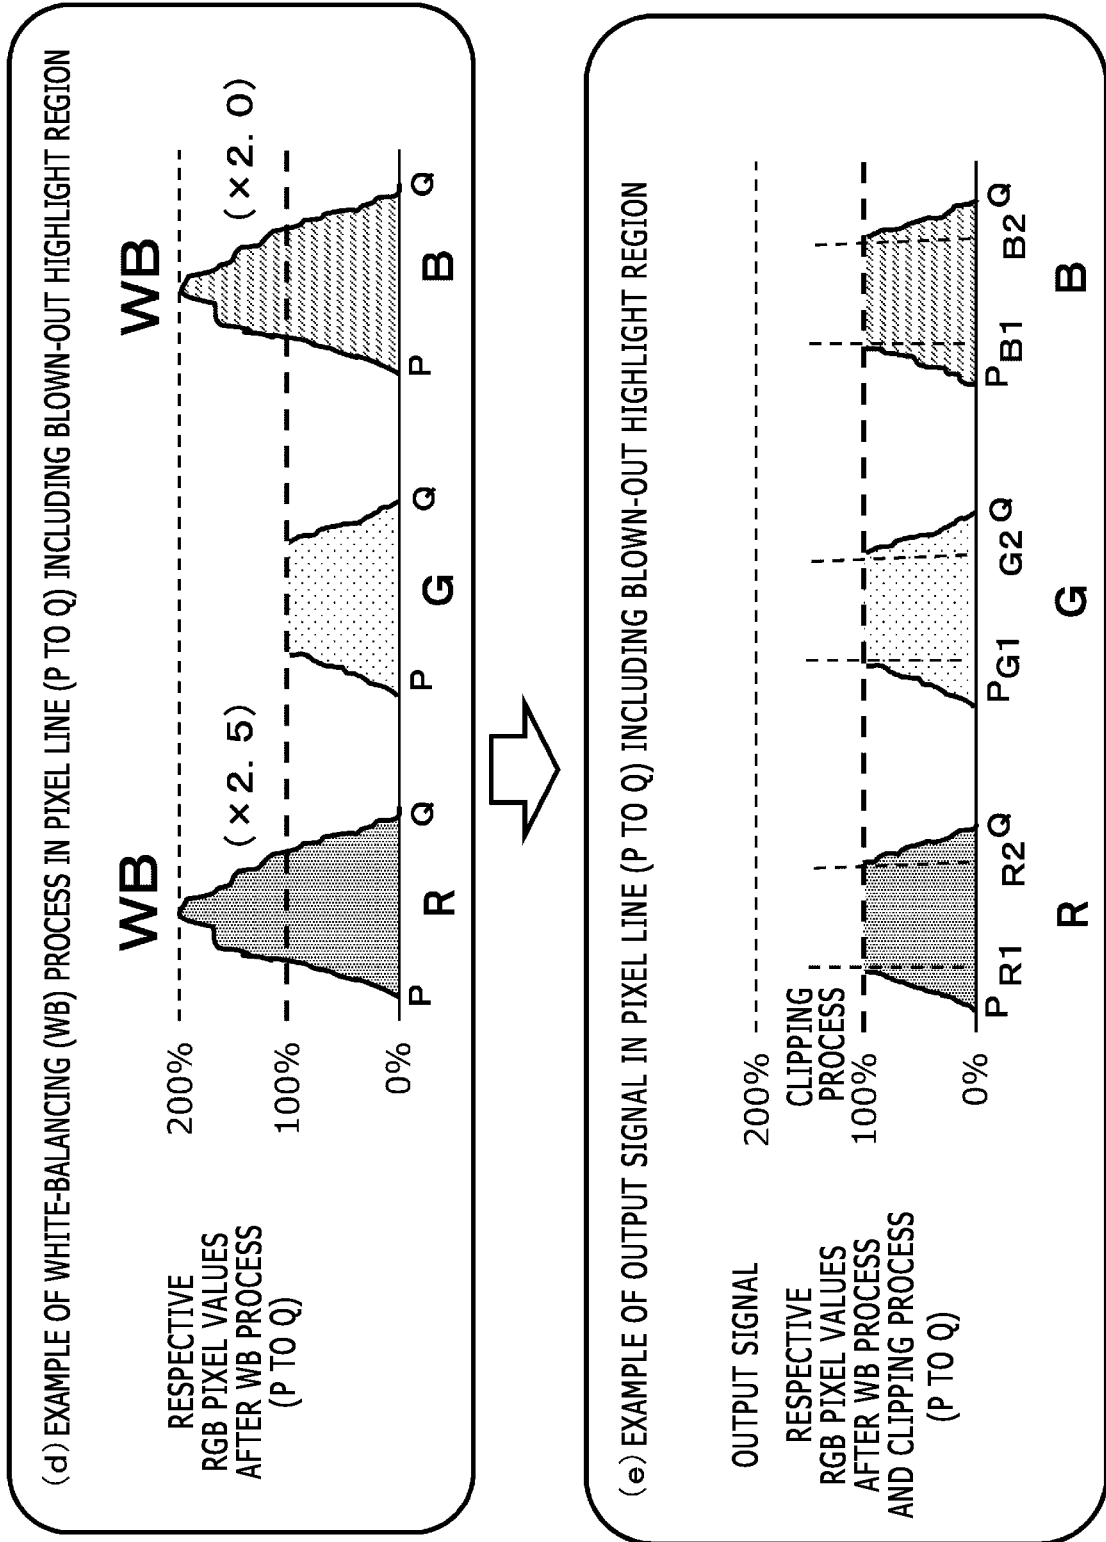 (d) EXAMPLE OF WHITE-BALANCING (WB) PROCESS IN PIXEL LINE (P TO Q) INCLUDING BLOWN-OUT HIGHLIGHT REGION
WB
WB
200%
(×2. 5)
(×2. 0)
100%
0%
RESPECTIVE
RGB PIXEL VALUES
AFTER WB PROCESS
(P TO Q)
P
Q
P
Q
P
Q
R
G
B
(e) EXAMPLE OF OUTPUT SIGNAL IN PIXEL LINE (P TO Q) INCLUDING BLOWN-OUT HIGHLIGHT REGION
OUTPUT SIGNAL
200%
CLIPPING
PROCESS
100%
0%
RESPECTIVE
RGB PIXEL VALUES
AFTER WB PROCESS
AND CLIPPING PROCESS
(P TO Q)
P
R1
R2
Q
P
G1
G2
Q
P
B1
B2
Q
R
G
B